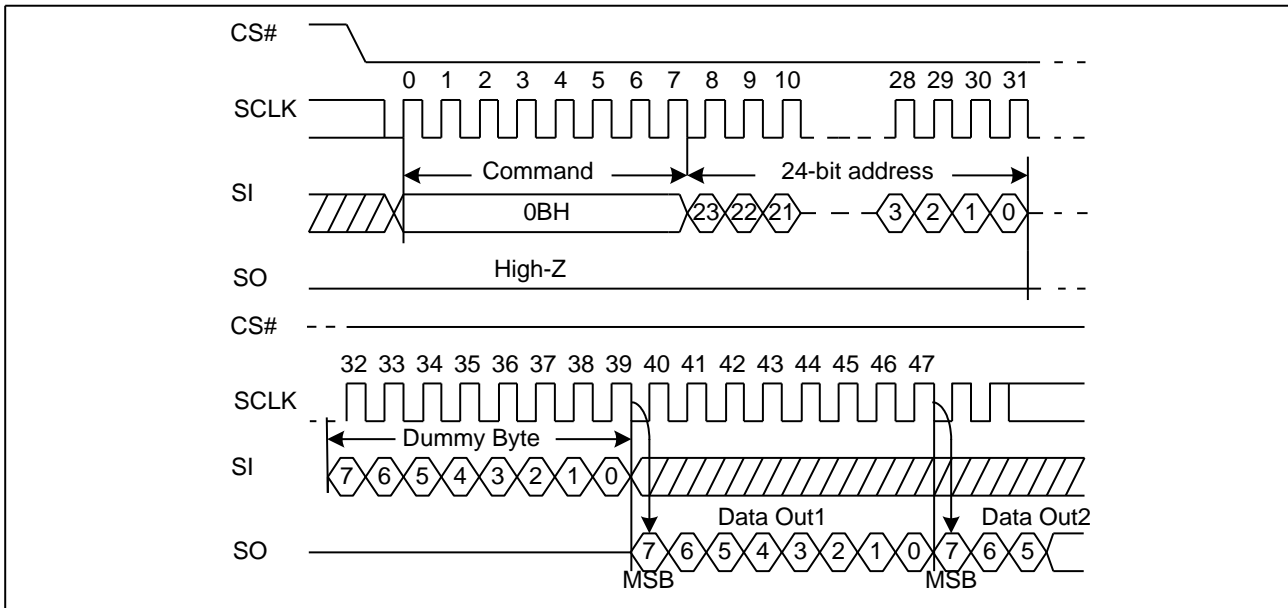 CS#
0 1 2 3 4 5 6 7 8 9 10 28 29 30 31
SCLK
Command 24-bit address
SI
0BH 23 22 21 3 2 1 0
High-Z
SO
CS#
32 33 34 35 36 37 38 39 40 41 42 43 44 45 46 47
SCLK
Dummy Byte
SI
7 6 5 4 3 2 1 0
Data Out1 Data Out2
SO
7 6 5 4 3 2 1 0 7 6 5
MSB MSB